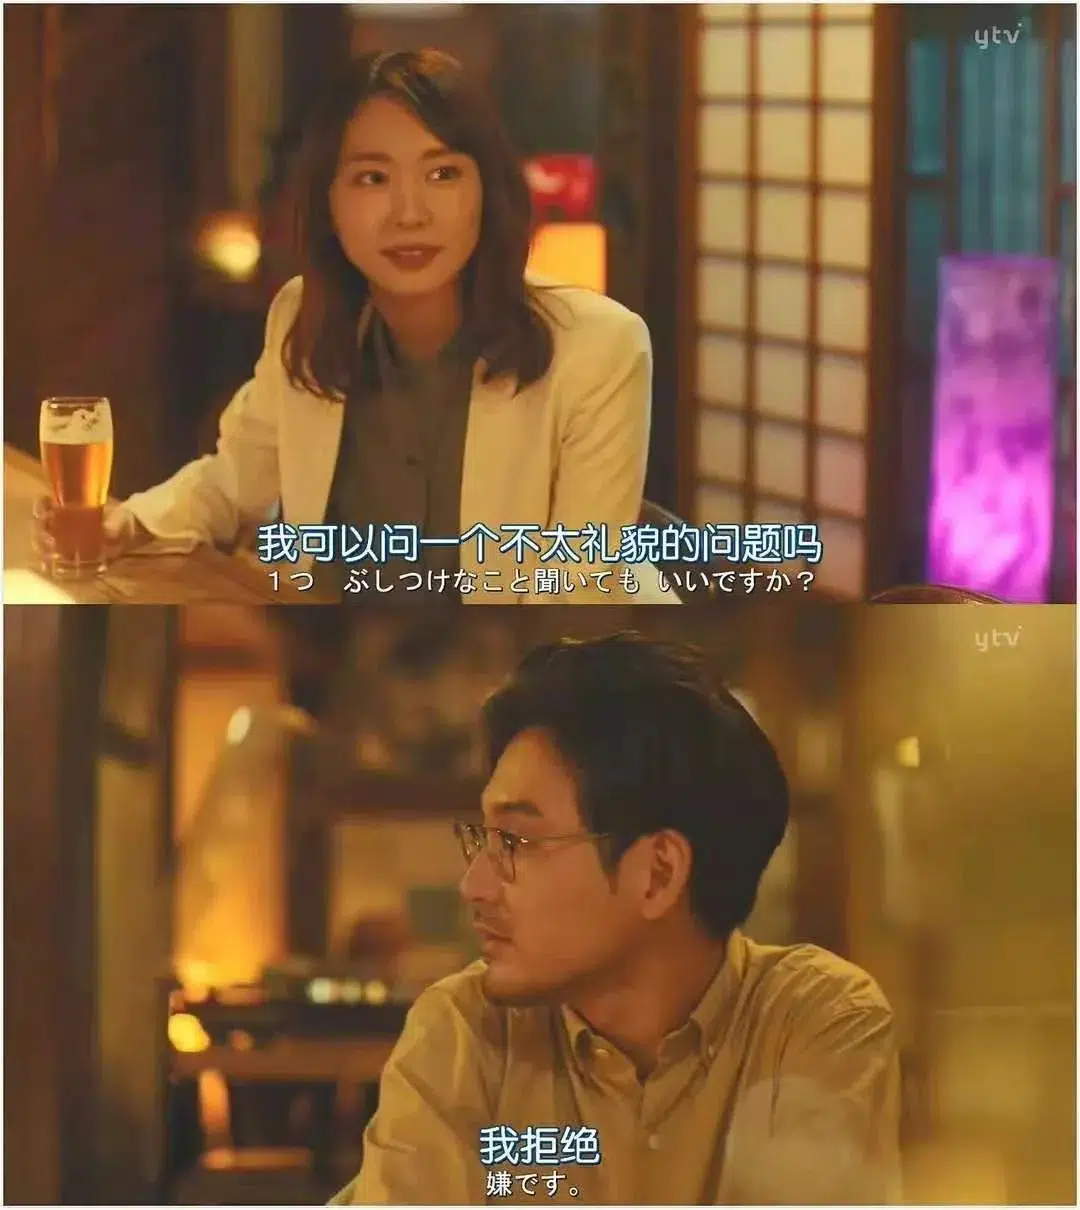 ytv
我可以问一个不太礼貌的问题吗
1つ ぶしつけなこと聞いても いいですか?
ytv
我拒绝
嫌です。